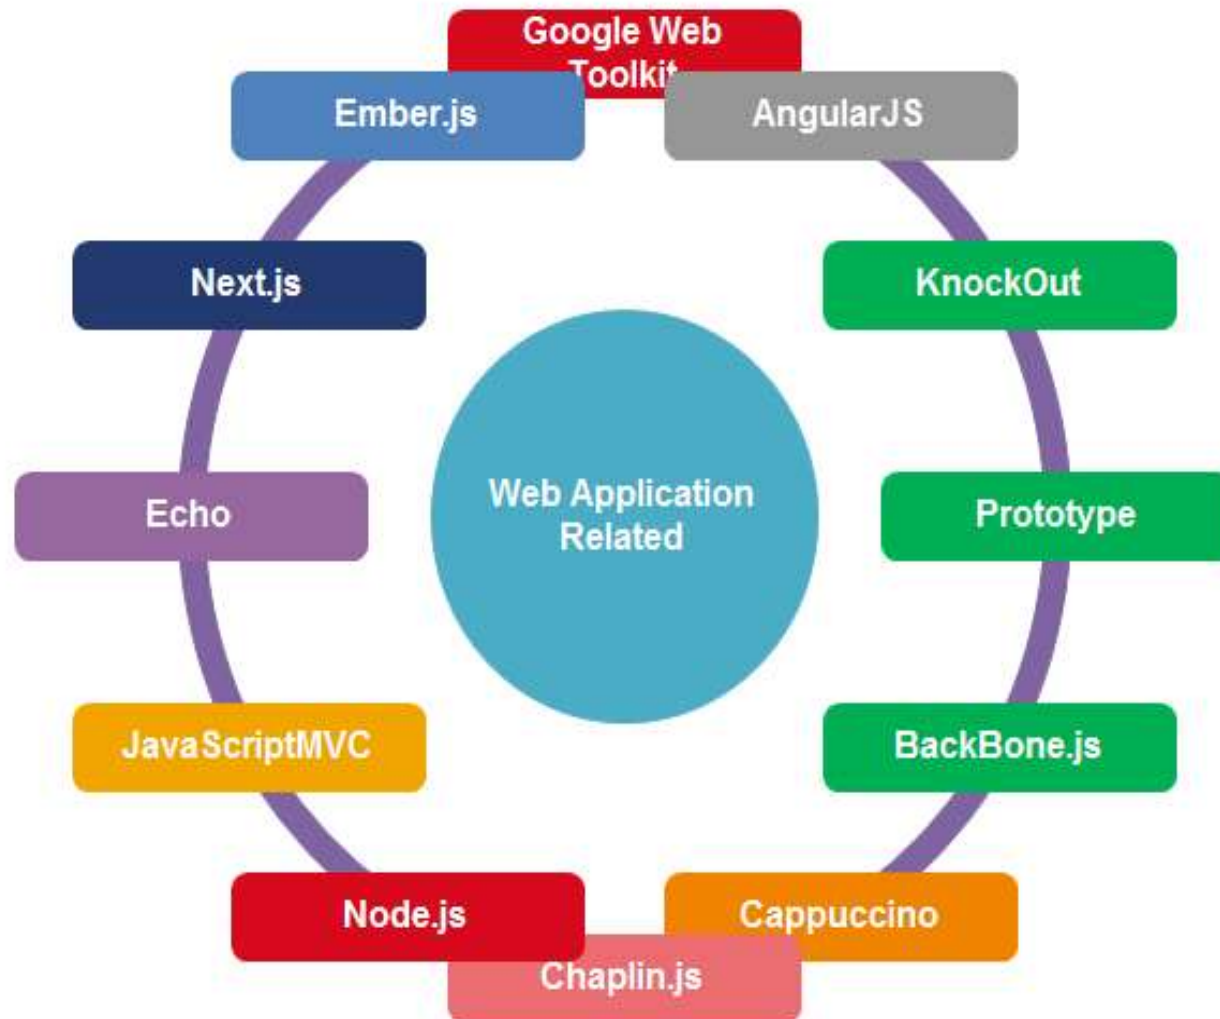 Google Web
Toolkit
Ember.js
AngularJS
Next.js
KnockOut
Web Application
Related
Echo
Prototype
JavaScriptMVC
BackBone.js
Node.js
Cappuccino
Chaplin.js